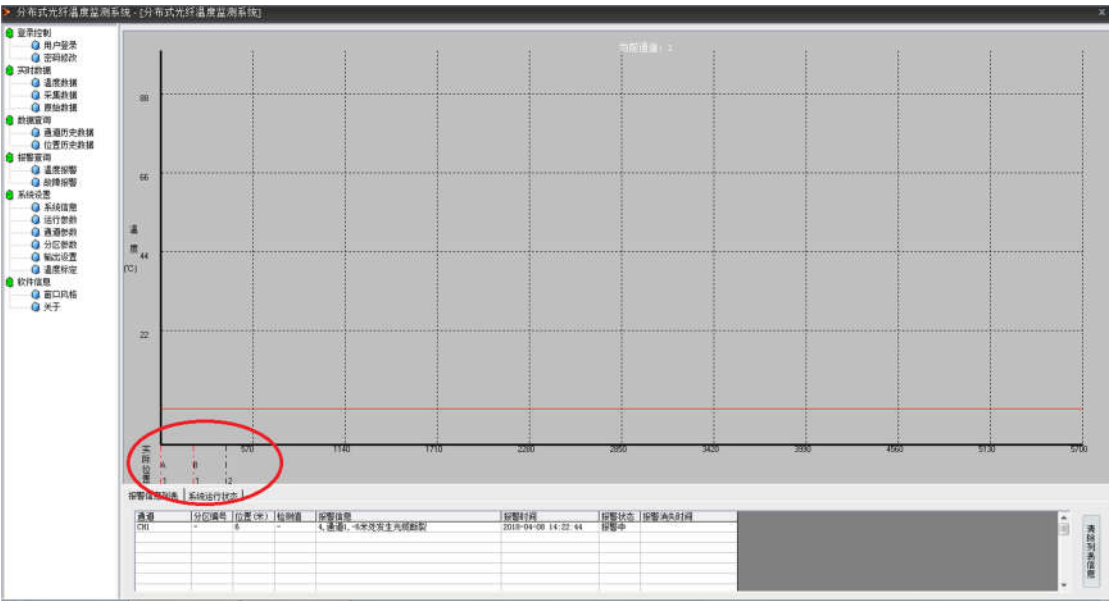 分布式光纤温度监测系统 - [分布式光纤温度监测系统]
登录控制
用户登录
密码修改
实时数据
温度数据
采集数据
原始数据
数据查询
通道历史数据
位置历史数据
报警查询
温度报警
故障报警
系统设置
系统信息
运行参数
通道参数
分区参数
输出设置
温度标定
软件信息
窗口风格
关于
当前通道: 1
88
66
温度
44
(℃)
22
570 1140 1710 2280 2850 3420 3990 4560 5130 5700
实际位置
A B
报警信息列表 系统运行状态
通道 分区编号 位置(米) 检测值 报警信息 报警时间 报警状态 报警消失时间
CH1 - 6 - 4,通道1,-6米处发生光缆断裂 2018-04-08 14:22:44 报警中
清除列表信息